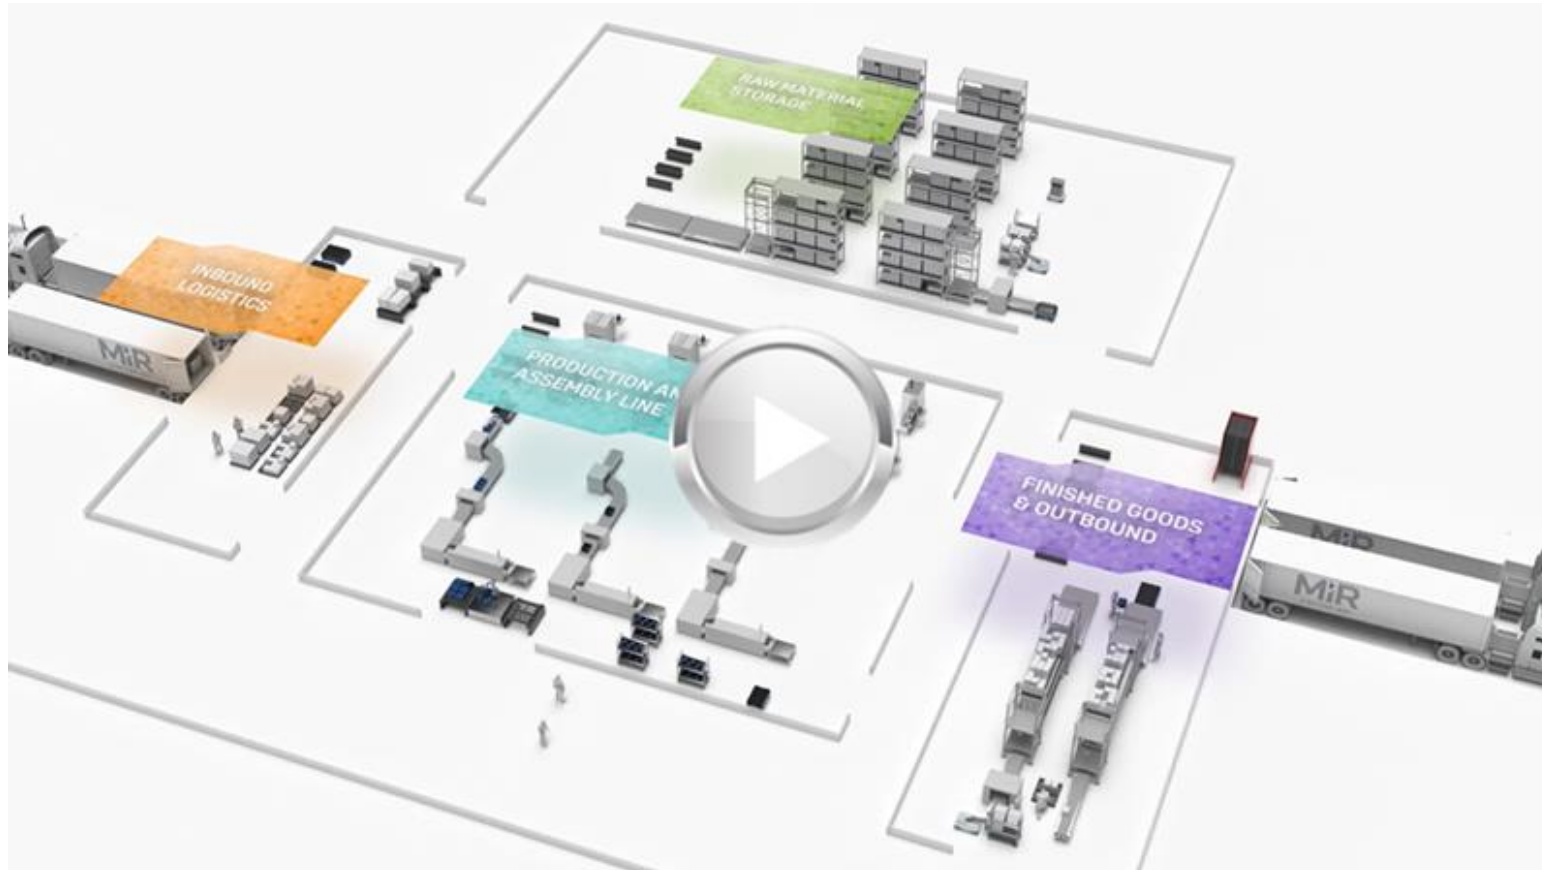 RAW MATERIAL
STORAGE
INBOUND
LOGISTICS
MiR
PRODUCTION AN
ASSEMBLY LINE
FINISHED GOODS
& OUTBOUND
MiR
MiR